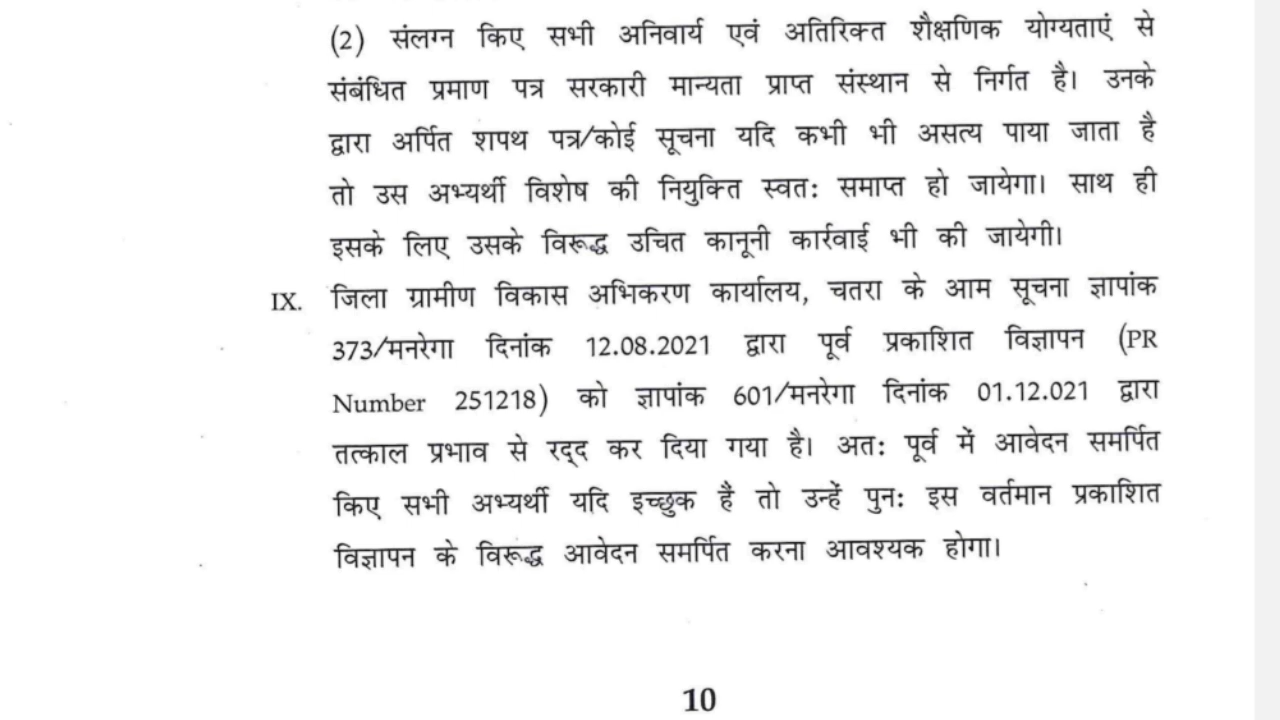 (2) संलग्न किए सभी अनिवार्य एवं अतिरिक्त शैक्षणिक योग्यताएं से
संबंधित प्रमाण पत्र सरकारी मान्यता प्राप्त संस्थान से निर्गत है। उनके
द्वारा अर्पित शपथ पत्र/कोई सूचना यदि कभी भी असत्य पाया जाता है
तो उस अभ्यर्थी विशेष की नियुक्ति स्वतः समाप्त हो जायेगा। साथ ही
इसके लिए उसके विरूद्ध उचित कानूनी कार्रवाई भी की जायेगी।
IX. जिला ग्रामीण विकास अभिकरण कार्यालय, चतरा के आम सूचना ज्ञापांक
373/मनरेगा दिनांक 12.08.2021 द्वारा पूर्व प्रकाशित विज्ञापन (PR
Number 251218) को ज्ञापांक 601/मनरेगा दिनांक 01.12.021 द्वारा
तत्काल प्रभाव से रद्द कर दिया गया है। अतः पूर्व में आवेदन समर्पित
किए सभी अभ्यर्थी यदि इच्छुक हैं तो उन्हें पुनः इस वर्तमान प्रकाशित
विज्ञापन के विरूद्ध आवेदन समर्पित करना आवश्यक होगा।
10